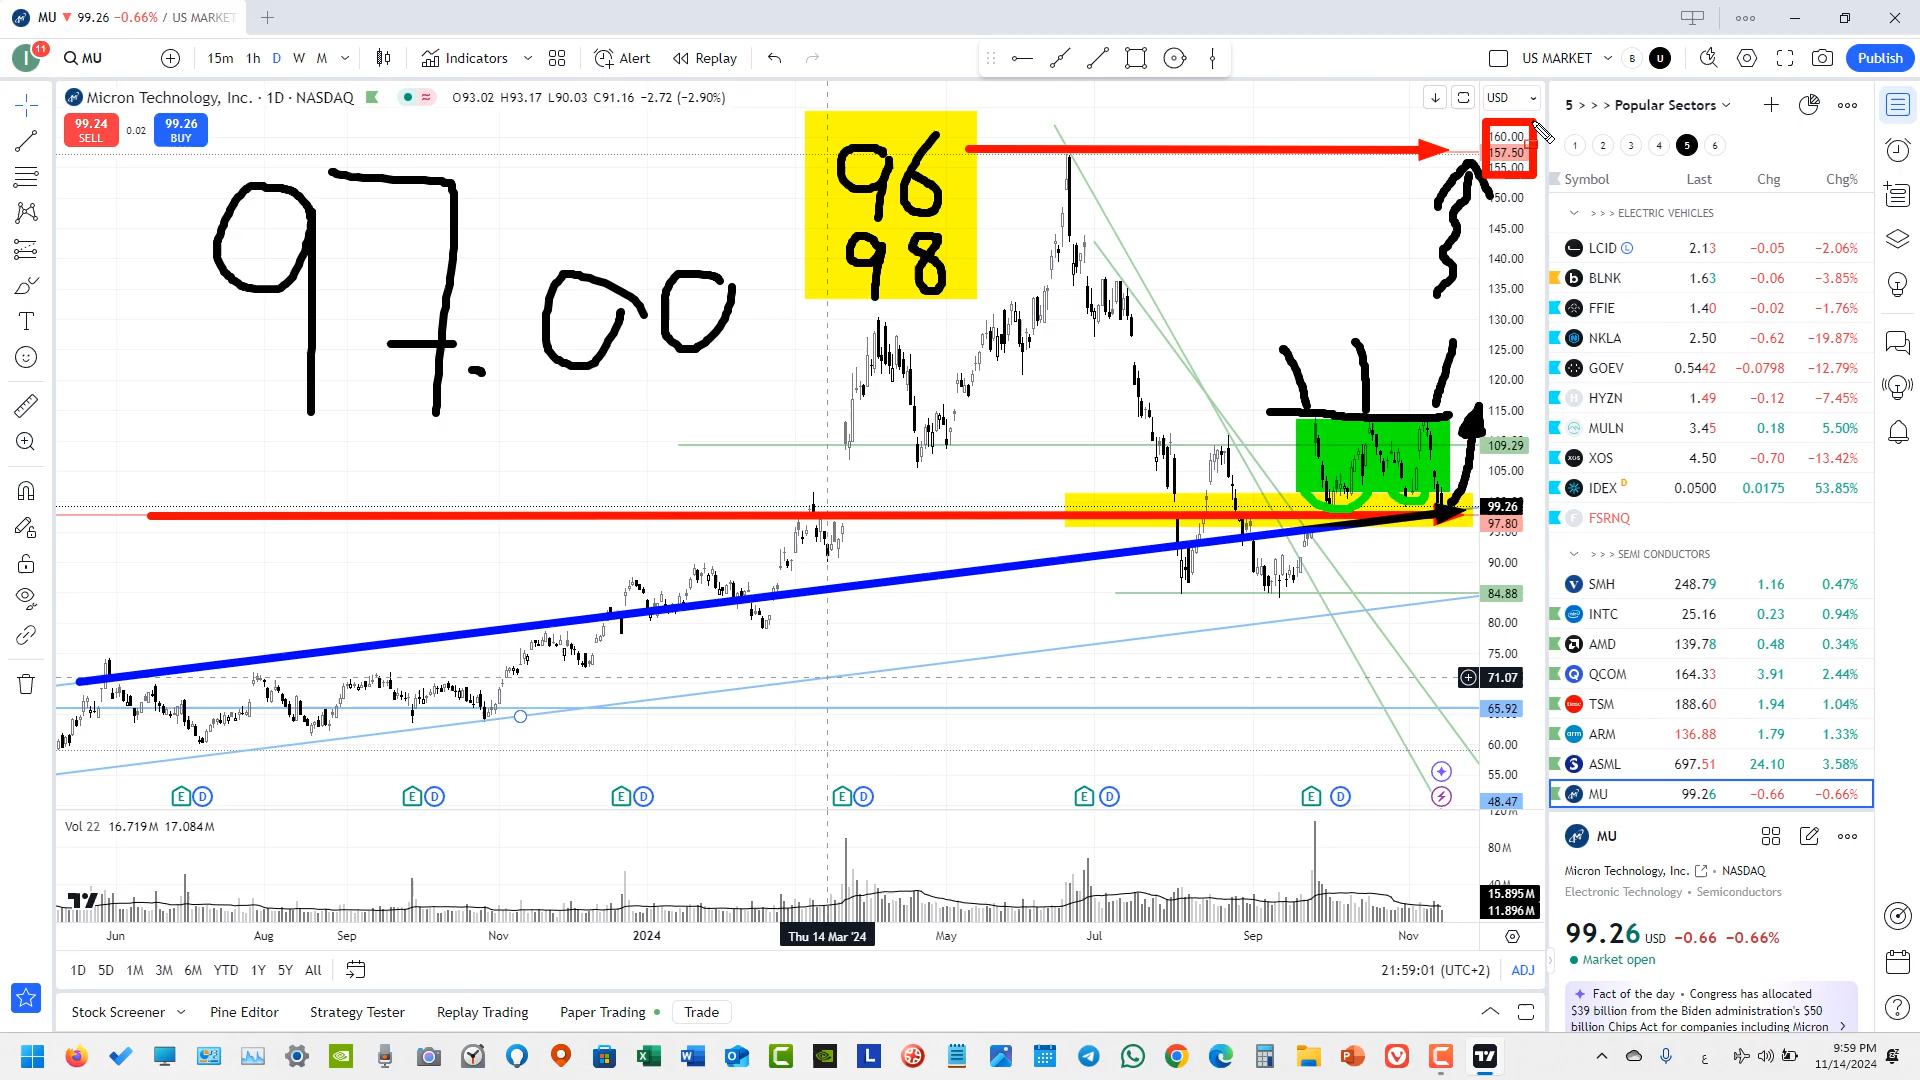 MU 99.26 −0.66% / US MARKET
11
MU
15m 1h D W M
Indicators
Alert
Replay
US MARKET
B
U
Publish
Micron Technology, Inc. · 1D · NASDAQ
O93.02 H93.17 L90.03 C91.16 −2.72 (−2.90%)
USD
99.24
SELL
0.02
99.26
BUY
97.00
96
98
160.00
157.50
155.00
150.00
145.00
140.00
135.00
130.00
125.00
120.00
115.00
109.29
105.00
99.26
97.80
95.00
90.00
84.88
80.00
75.00
71.07
65.92
60.00
55.00
48.47
E D E D E D E D E D E D
Vol 22 16.719M 17.084M
120M
80M
40M
15.895M
11.896M
Jun Aug Sep Nov 2024 Thu 14 Mar '24 May Jul Sep Nov
1D 5D 1M 3M 6M YTD 1Y 5Y All
21:59:01 (UTC+2) ADJ
Stock Screener Pine Editor Strategy Tester Replay Trading Paper Trading Trade
5 > > > Popular Sectors
1 2 3 4 5 6
Symbol Last Chg Chg%
> > > ELECTRIC VEHICLES
LCID L 2.13 −0.05 −2.06%
BLNK 1.63 −0.06 −3.85%
FFIE 1.40 −0.02 −1.76%
NKLA 2.50 −0.62 −19.87%
GOEV 0.5442 −0.0798 −12.79%
HYZN 1.49 −0.12 −7.45%
MULN 3.45 0.18 5.50%
XOS 4.50 −0.70 −13.42%
IDEX D 0.0500 0.0175 53.85%
FSRNQ
> > > SEMI CONDUCTORS
SMH 248.79 1.16 0.47%
INTC 25.16 0.23 0.94%
AMD 139.78 0.48 0.34%
QCOM 164.33 3.91 2.44%
TSM 188.60 1.94 1.04%
ARM 136.88 1.79 1.33%
ASML 697.51 24.10 3.58%
MU 99.26 −0.66 −0.66%
MU
Micron Technology, Inc. • NASDAQ
Electronic Technology • Semiconductors
99.26 USD −0.66 −0.66%
Market open
Fact of the day • Congress has allocated
$39 billion from the Biden administration's $50
billion Chips Act for companies including Micron
9:59 PM
11/14/2024